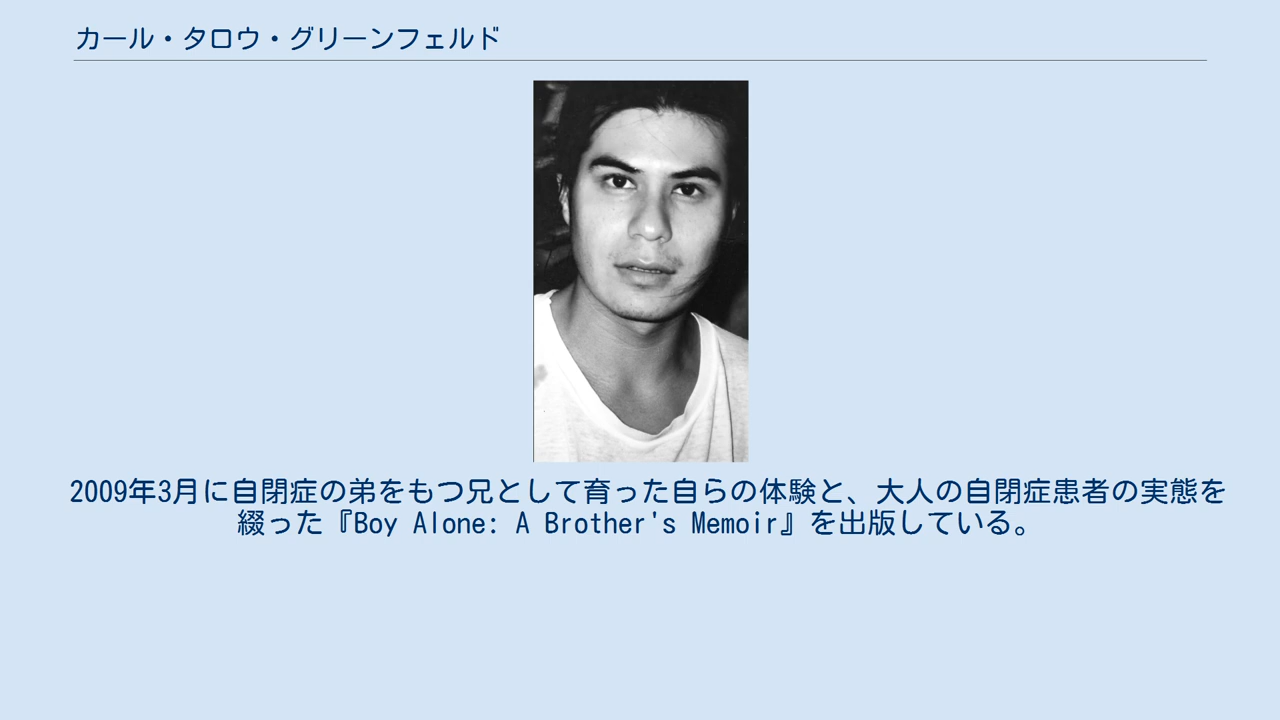 カール・タロウ・グリーンフェルド
2009年3月に自閉症の弟をもつ兄として育った自らの体験と、大人の自閉症患者の実態を
綴った『Boy Alone: A Brother's Memoir』を出版している。